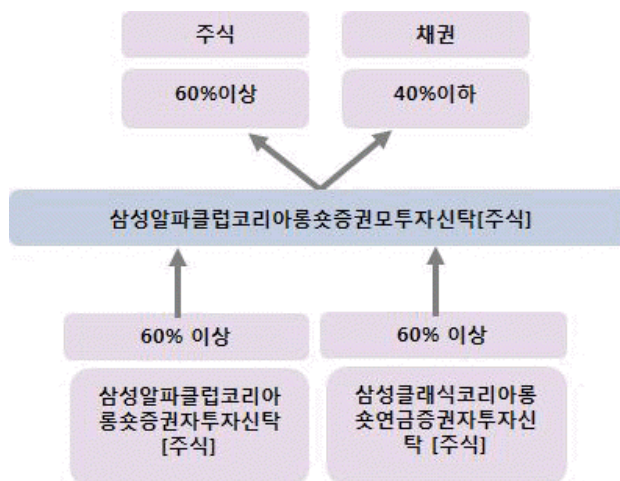 주식
채권
60%이상
40%이하
삼성알파클럽코리아롱숏증권모투자신탁[주식]
60% 이상
60% 이상
삼성알파클럽코리아
롱숏증권자투자신탁
[주식]
삼성클래식코리아롱
숏연금증권자투자신
탁 [주식]